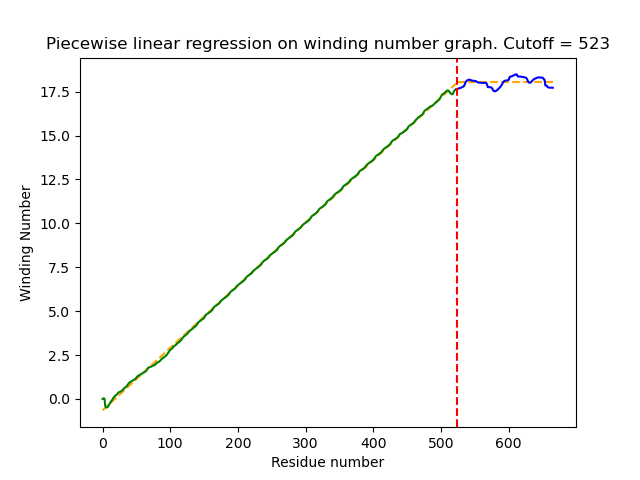 Piecewise linear regression on winding number graph. Cutoff = 523
17.5
15.0
12.5
10.0
7.5
5.0
2.5
0.0
Winding Number
0 100 200 300 400 500 600
Residue number